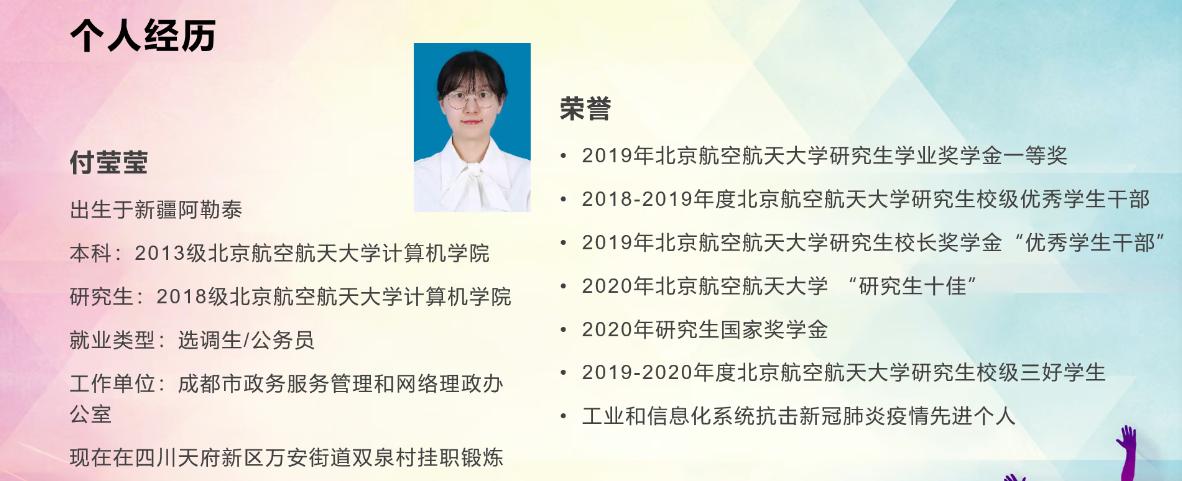 个人经历
付莹莹
出生于新疆阿勒泰
本科：2013级北京航空航天大学计算机学院
研究生：2018级北京航空航天大学计算机学院
就业类型：选调生/公务员
工作单位：成都市政务服务管理和网络理政办
公室
现在在四川天府新区万安街道双泉村挂职锻炼
荣誉
• 2019年北京航空航天大学研究生学业奖学金一等奖
• 2018-2019年度北京航空航天大学研究生校级优秀学生干部
• 2019年北京航空航天大学研究生校长奖学金“优秀学生干部”
• 2020年北京航空航天大学 “研究生十佳”
• 2020年研究生国家奖学金
• 2019-2020年度北京航空航天大学研究生校级三好学生
• 工业和信息化系统抗击新冠肺炎疫情先进个人